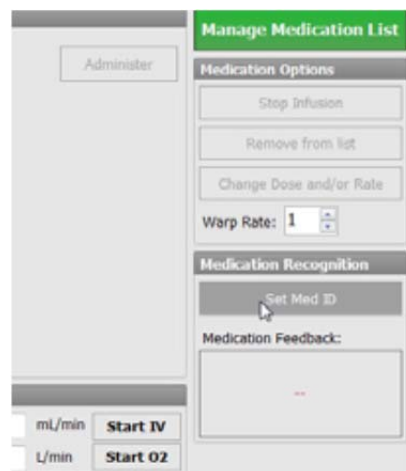 Manage Medication List
Administer
Medication Options
Stop Infusion
Remove from list
Change Dose and/or Rate
Warp Rate: 1
Medication Recognition
Set Med ID
Medication Feedback:
--
mL/min Start IV
L/min Start O2